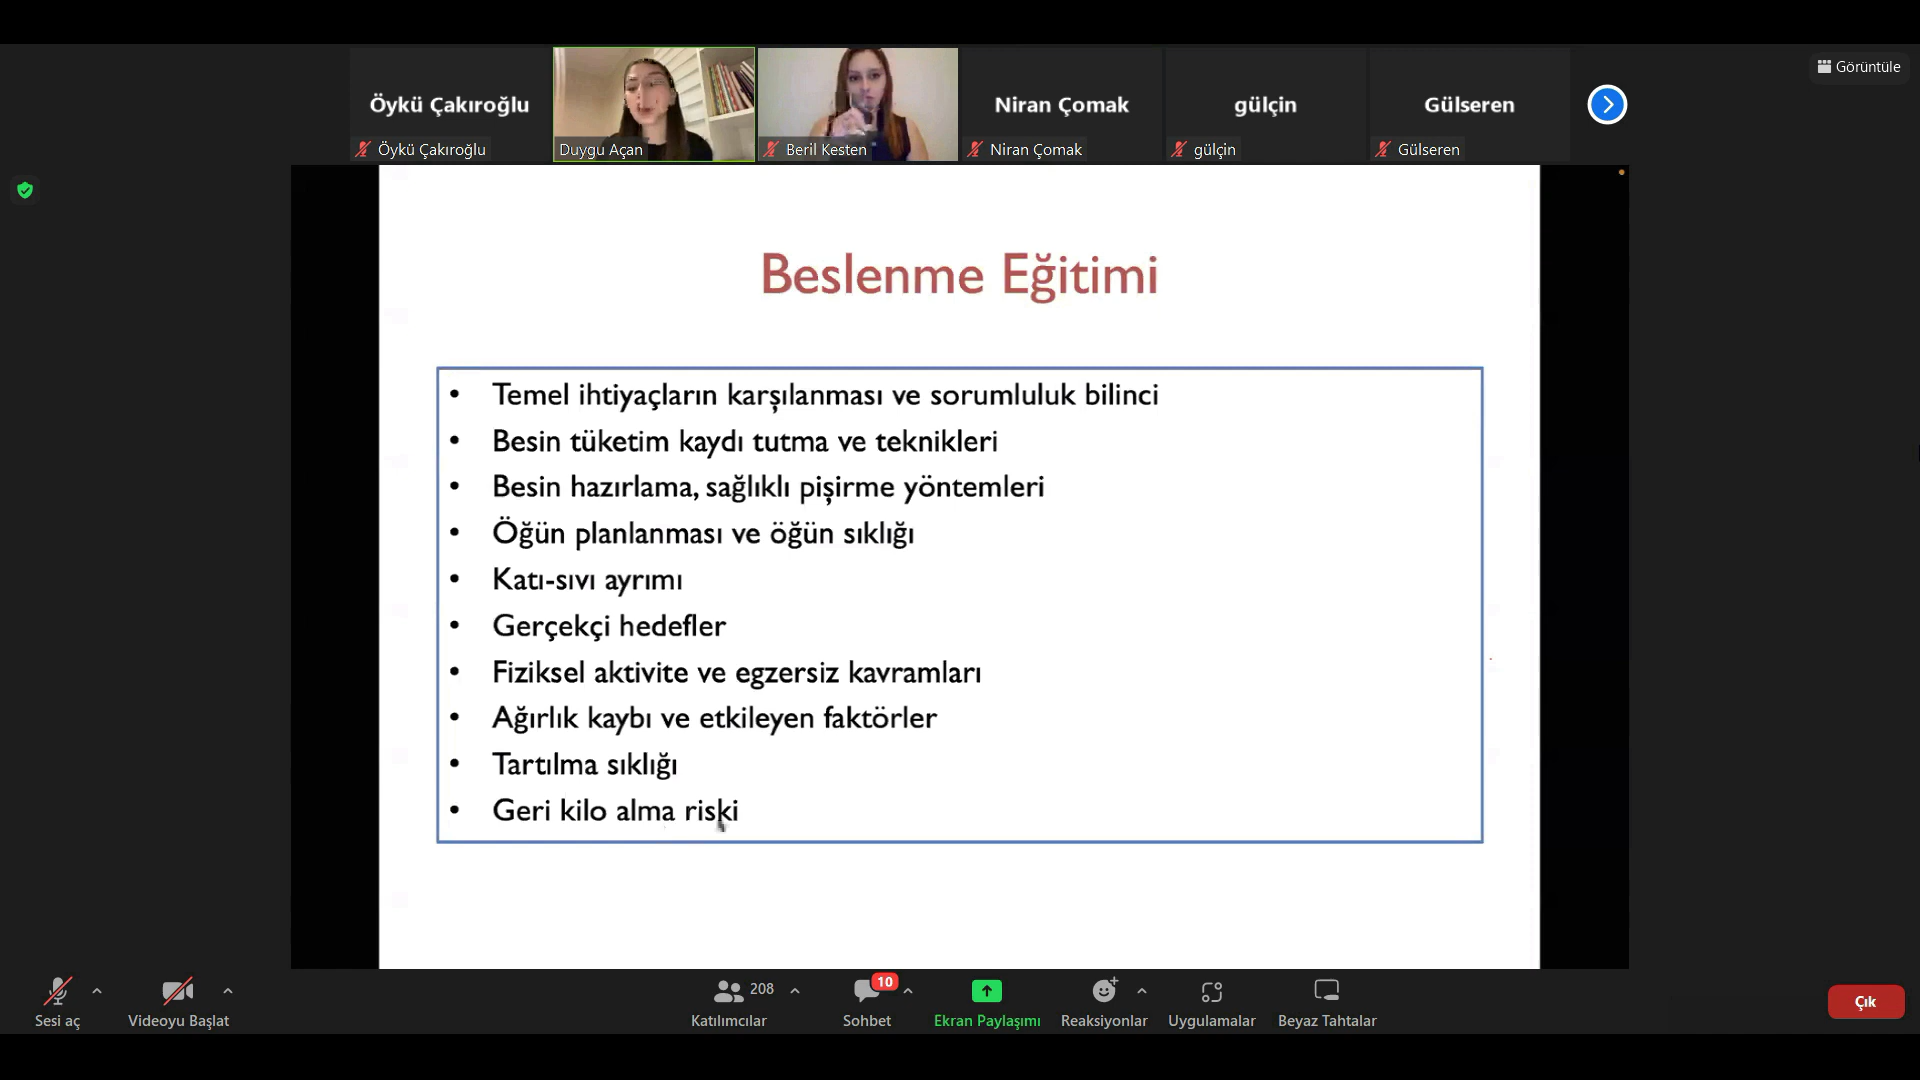 Öykü Çakıroğlu
Niran Çomak
gülçin
Gülseren
Görüntüle
Öykü Çakıroğlu
Duygu Açan
Beril Kesten
Niran Çomak
gülçin
Gülseren
Beslenme Eğitimi
• Temel ihtiyaçların karşılanması ve sorumluluk bilinci
• Besin tüketim kaydı tutma ve teknikleri
• Besin hazırlama, sağlıklı pişirme yöntemleri
• Öğün planlanması ve öğün sıklığı
• Katı-sıvı ayrımı
• Gerçekçi hedefler
• Fiziksel aktivite ve egzersiz kavramları
• Ağırlık kaybı ve etkileyen faktörler
• Tartılma sıklığı
• Geri kilo alma riski
208
10
Sesi aç
Videoyu Başlat
Katılımcılar
Sohbet
Ekran Paylaşımı
Reaksiyonlar
Uygulamalar
Beyaz Tahtalar
Çık